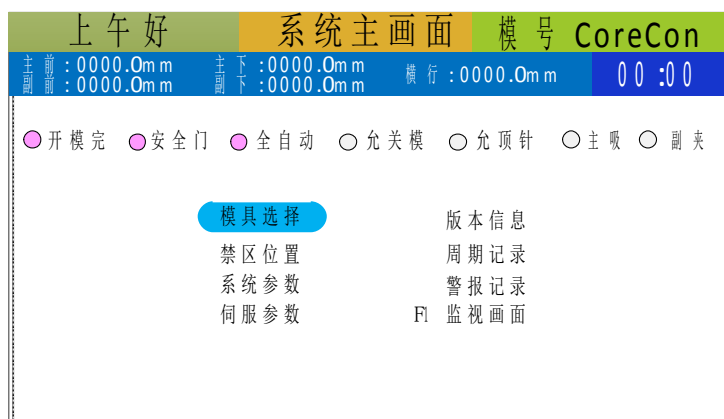 上午好 系统主画面 模号 CoreCon
主前:0000.0mm 主下:0000.0mm 横行:0000.0mm 00:00
副前:0000.0mm 副下:0000.0mm
开模完 安全门 全自动 允关模 允顶针 主吸 副夹
模具选择 版本信息
禁区位置 周期记录
系统参数 警报记录
伺服参数 F1 监视画面